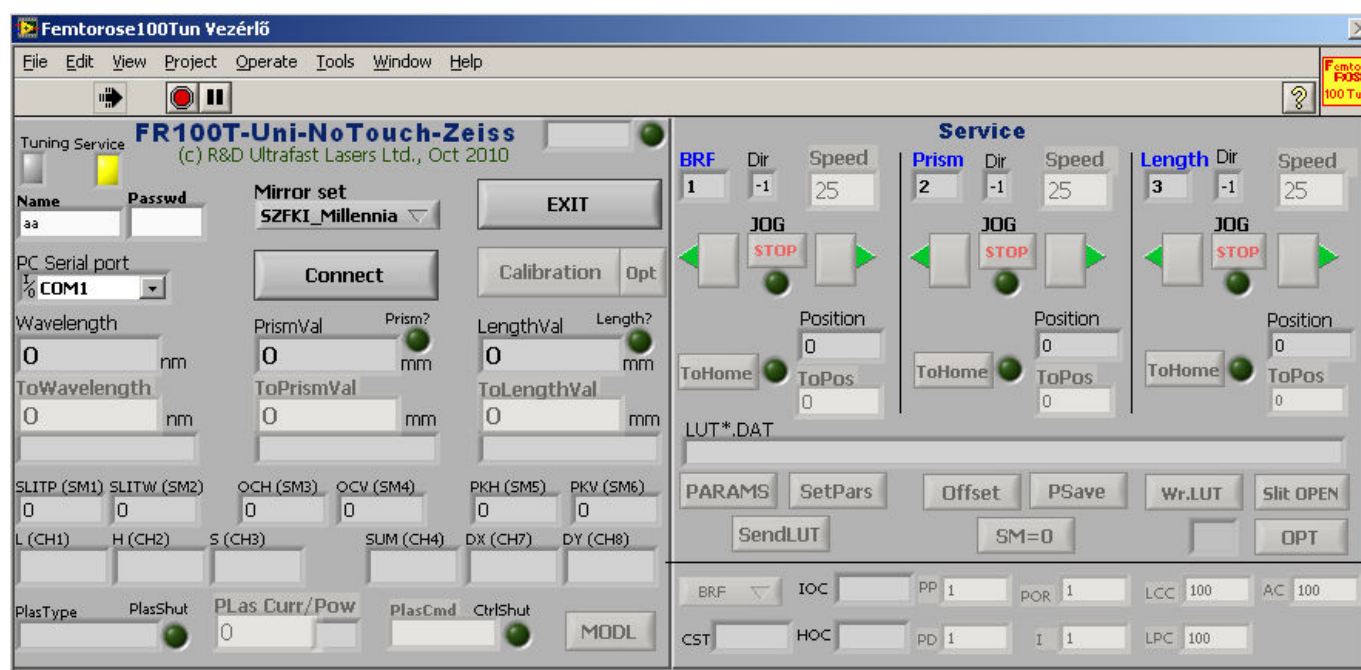 Femtorose100Tun Vezérlő
File Edit View Project Operate Tools Window Help
Femto
ROSE
100 Tu
?
Tuning Service
FR100T-Uni-NoTouch-Zeiss
(c) R&D Ultrafast Lasers Ltd., Oct 2010
Name Passwd
aa
Mirror set
SZFKI_Millennia
EXIT
PC Serial port
I/0 COM1
Connect
Calibration Opt
Wavelength PrismVal Prism? LengthVal Length?
0 nm 0 mm 0 mm
ToWavelength ToPrismVal ToLengthVal
0 nm 0 mm 0 mm
SLITP (SM1) SLITW (SM2) OCH (SM3) OCV (SM4) PKH (SM5) PKV (SM6)
0 0 0 0 0 0
L (CH1) H (CH2) S (CH3) SUM (CH4) DX (CH7) DY (CH8)
PlasType PlasShut PLas Curr/Pow PlasCmd CtrlShut
0 MODL
Service
BRF Dir Speed Prism Dir Speed Length Dir Speed
1 -1 25 2 -1 25 3 -1 25
JOG JOG JOG
STOP STOP STOP
Position Position Position
0 0 0
ToHome ToPos ToHome ToPos ToHome ToPos
0 0 0
LUT*.DAT
PARAMS SetPars Offset PSave Wr.LUT Slit OPEN
SendLUT SM=0 OPT
BRF IOC PP 1 POR 1 LCC 100 AC 100
CST HOC PD 1 I 1 LPC 100